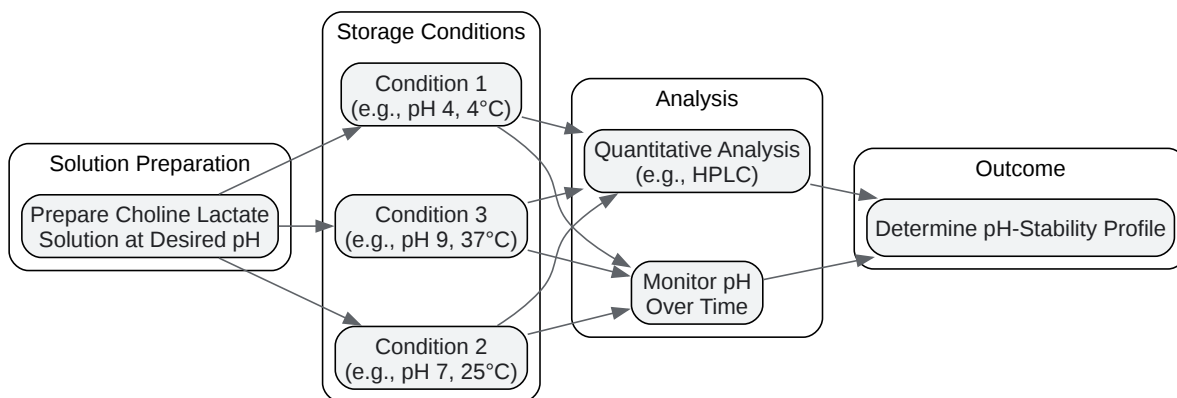 Solution Preparation
Prepare Choline Lactate
Solution at Desired pH
Storage Conditions
Condition 1
(e.g., pH 4, 4°C)
Condition 3
(e.g., pH 9, 37°C)
Condition 2
(e.g., pH 7, 25°C)
Analysis
Quantitative Analysis
(e.g., HPLC)
Monitor pH
Over Time
Outcome
Determine pH-Stability Profile